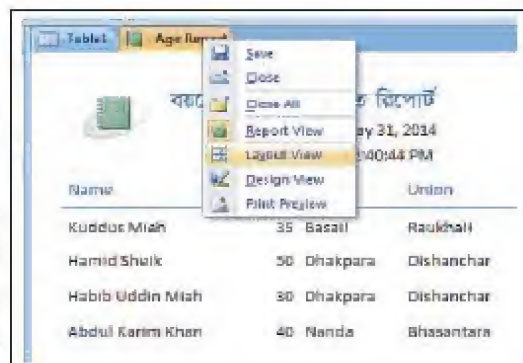 Table1 Age Report
Save
Close
Close All
Report View
Layout View
Design View
Print Preview
রিপোর্ট
ay 31, 2014
:40:44 PM
Name Union
Kuddus Miah 35 Basail Raukhali
Hamid Sheik 50 Dhakpara Dishanchar
Habib Uddin Miah 30 Dhakpara Dishanchar
Abdul Karim Khan 40 Nanda Bhasantara